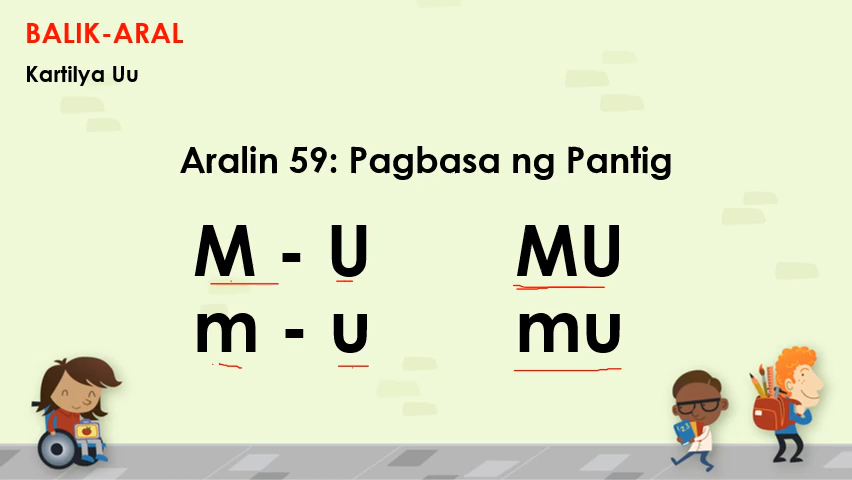 BALIK-ARAL
Kartilya Uu
Aralin 59: Pagbasa ng Pantig
M - U MU
m - u mu